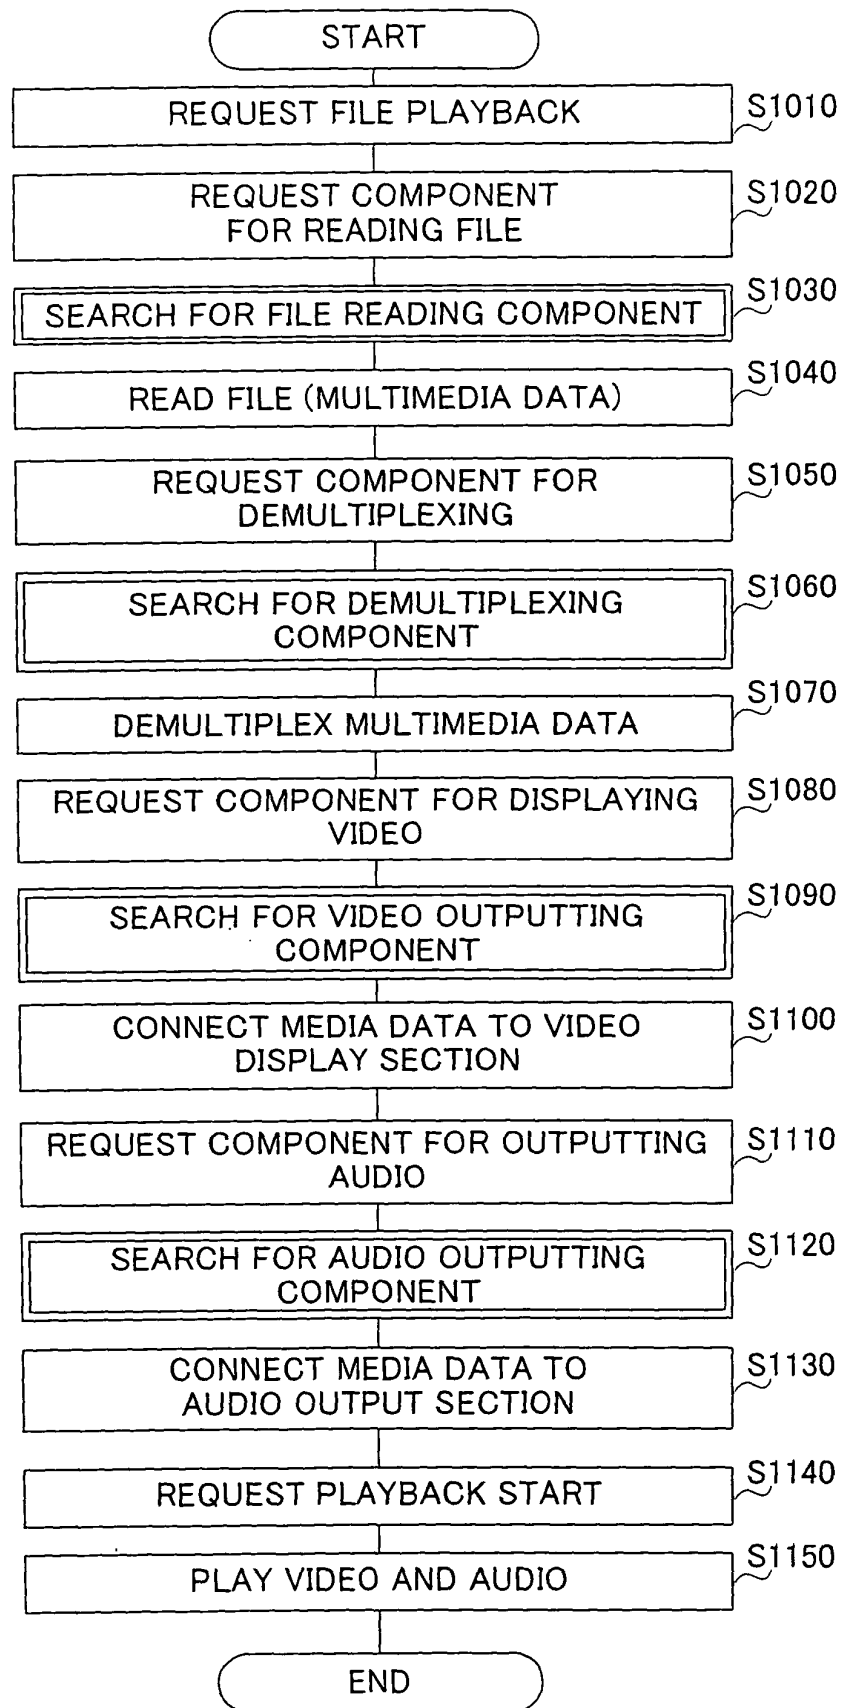 START
REQUEST FILE PLAYBACK
S1010
REQUEST COMPONENT
FOR READING FILE
S1020
SEARCH FOR FILE READING COMPONENT
S1030
READ FILE (MULTIMEDIA DATA)
S1040
REQUEST COMPONENT FOR
DEMULTIPLEXING
S1050
SEARCH FOR DEMULTIPLEXING
COMPONENT
S1060
DEMULTIPLEX MULTIMEDIA DATA
S1070
REQUEST COMPONENT FOR DISPLAYING
VIDEO
S1080
SEARCH FOR VIDEO OUTPUTTING
COMPONENT
S1090
CONNECT MEDIA DATA TO VIDEO
DISPLAY SECTION
S1100
REQUEST COMPONENT FOR OUTPUTTING
AUDIO
S1110
SEARCH FOR AUDIO OUTPUTTING
COMPONENT
S1120
CONNECT MEDIA DATA TO
AUDIO OUTPUT SECTION
S1130
REQUEST PLAYBACK START
S1140
PLAY VIDEO AND AUDIO
S1150
END